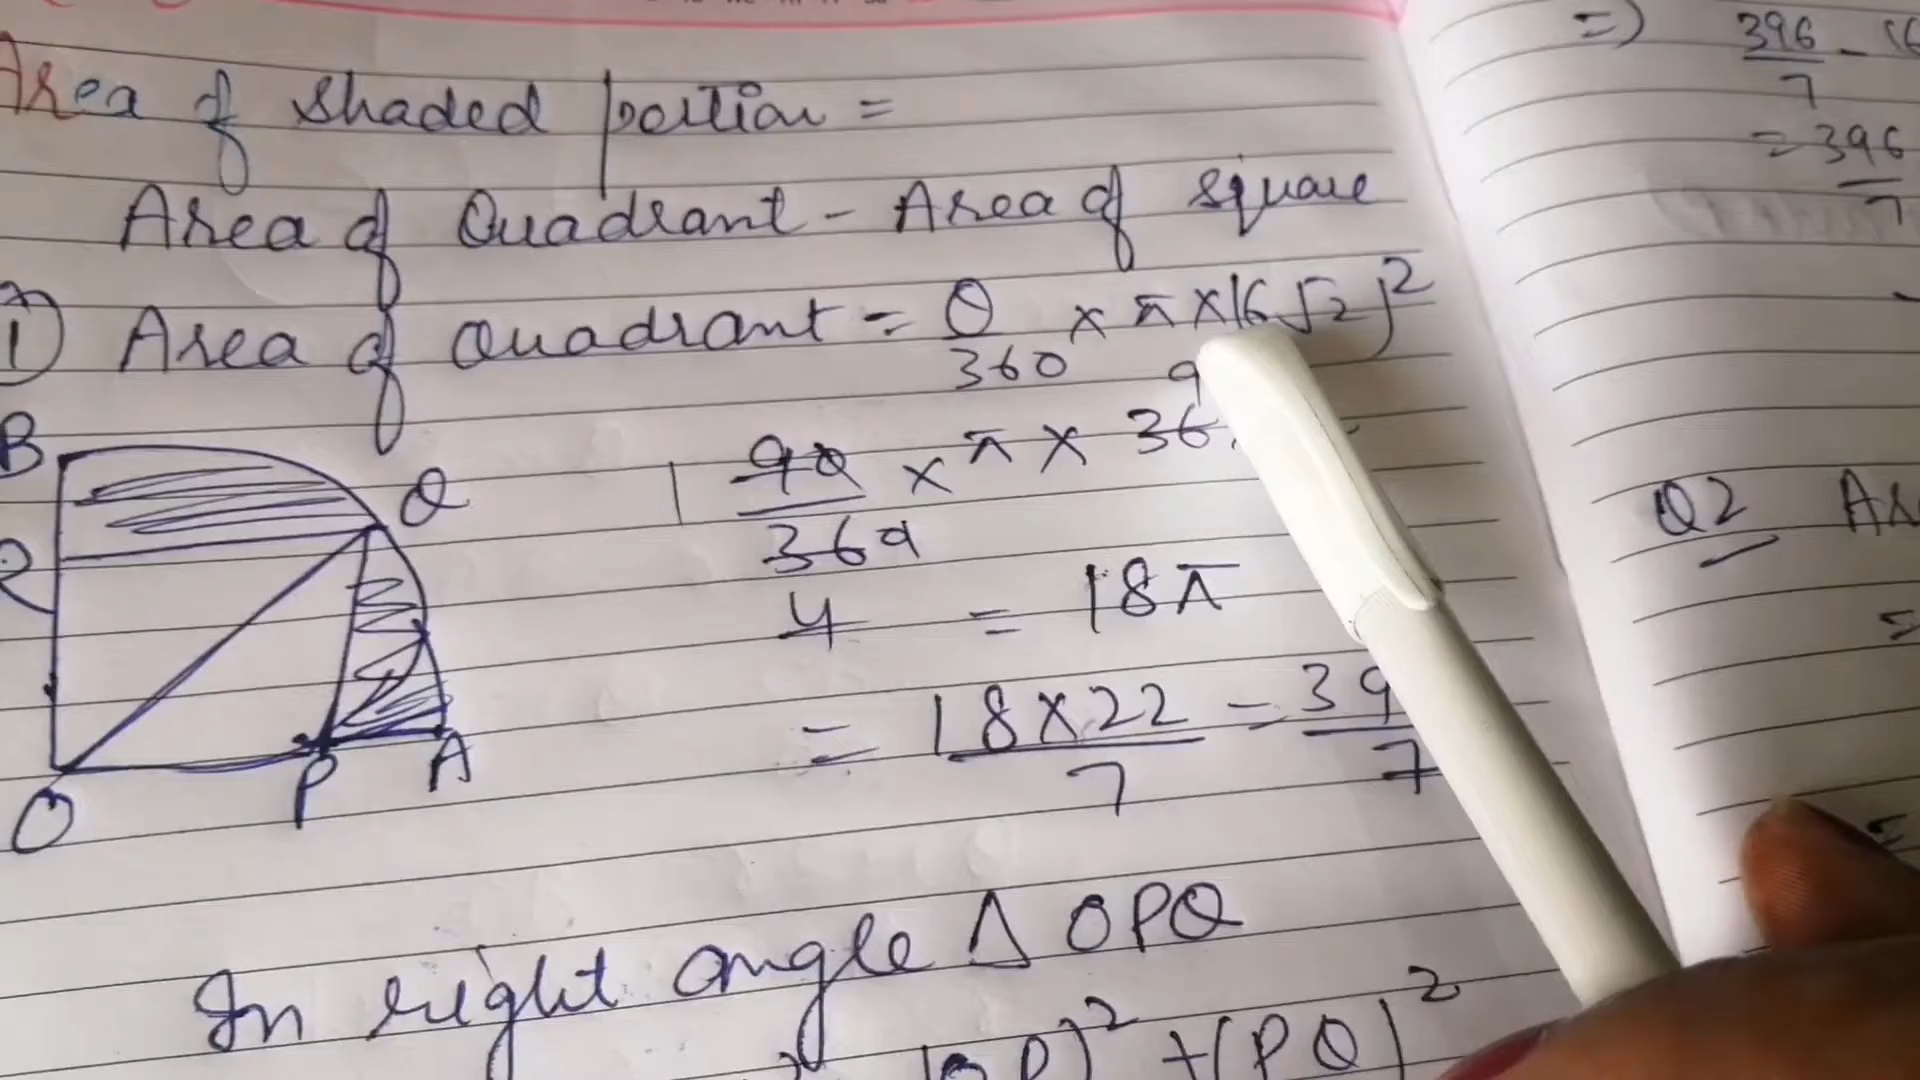 Area of shaded portion =
Area of Quadrant - Area of square
① Area of Quadrant = θ/360 × π × (6√2)²
90/360 × π × 36
9
4
= 18π
= 18×22/7 = 39 /7
B
Q
R
O
P
A
In right angle Δ OPQ
(OP)² + (PQ)²
=) 396/7 -
= 396/7
Q2
=
=